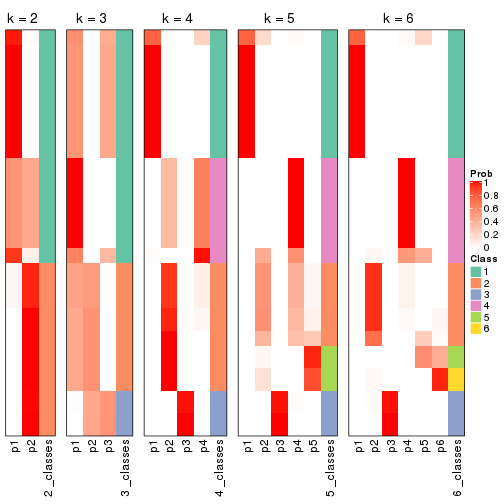 k = 2
k = 3
k = 4
k = 5
k = 6
Prob
1
0.8
0.6
0.4
0.2
0
Class
1
2
3
4
5
6
p1
p2
2_classes
p1
p2
p3
3_classes
p1
p2
p3
p4
4_classes
p1
p2
p3
p4
p5
5_classes
p1
p2
p3
p4
p5
p6
6_classes